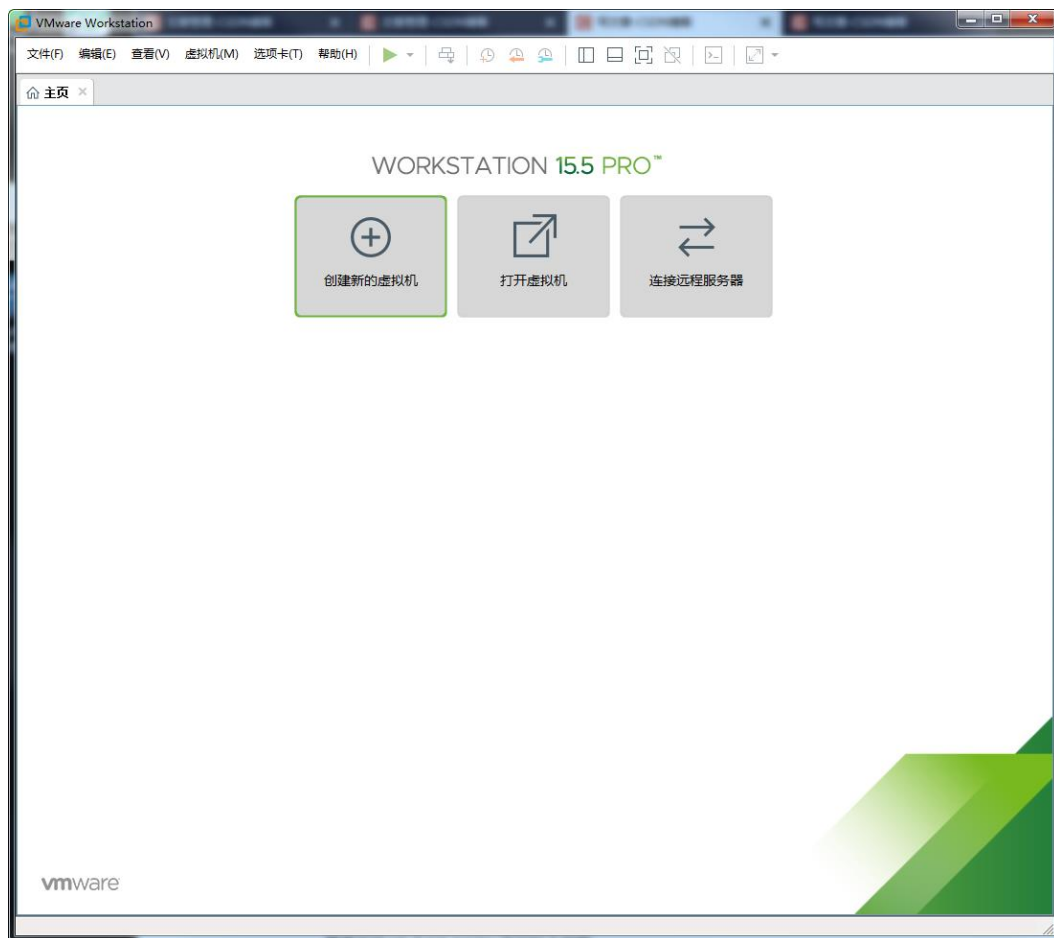 VMware Workstation
文件(F) 编辑(E) 查看(V) 虚拟机(M) 选项卡(T) 帮助(H)
主页
WORKSTATION 15.5 PRO™
创建新的虚拟机 打开虚拟机 连接远程服务器
vmware